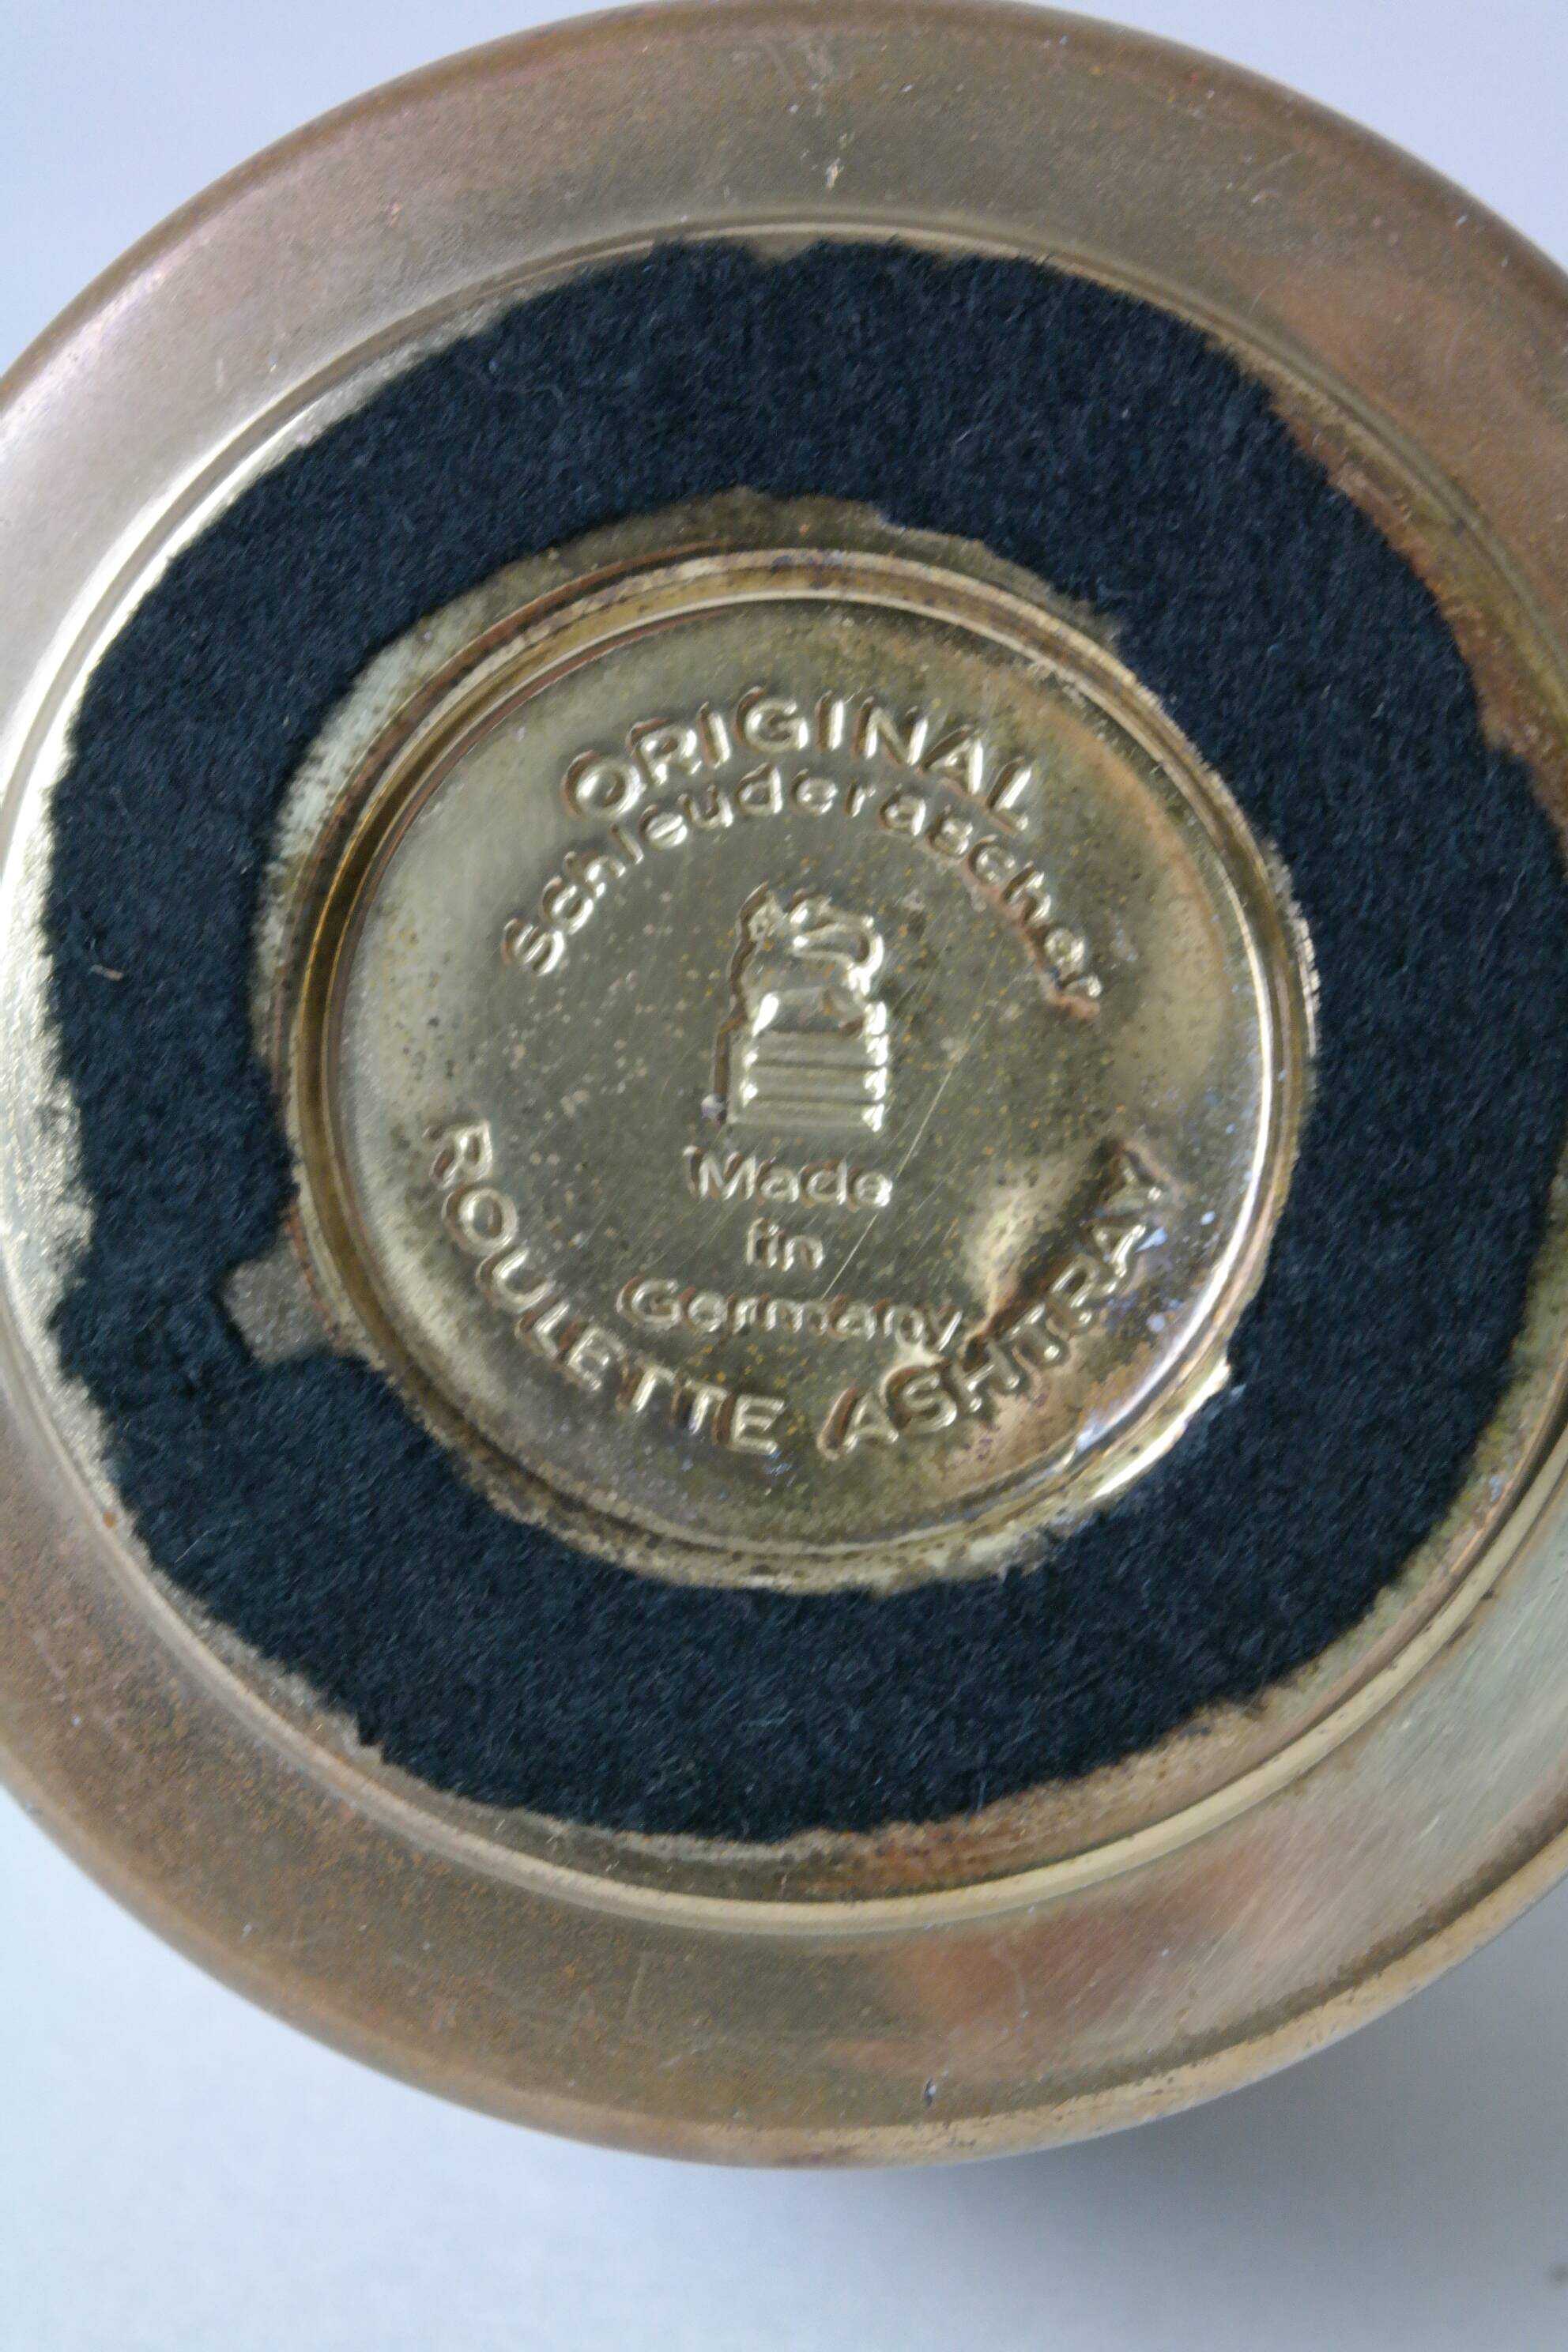 ORIGINAL
Schleuderascher
Made
in
Germany
ROULETTE ASHTRAY